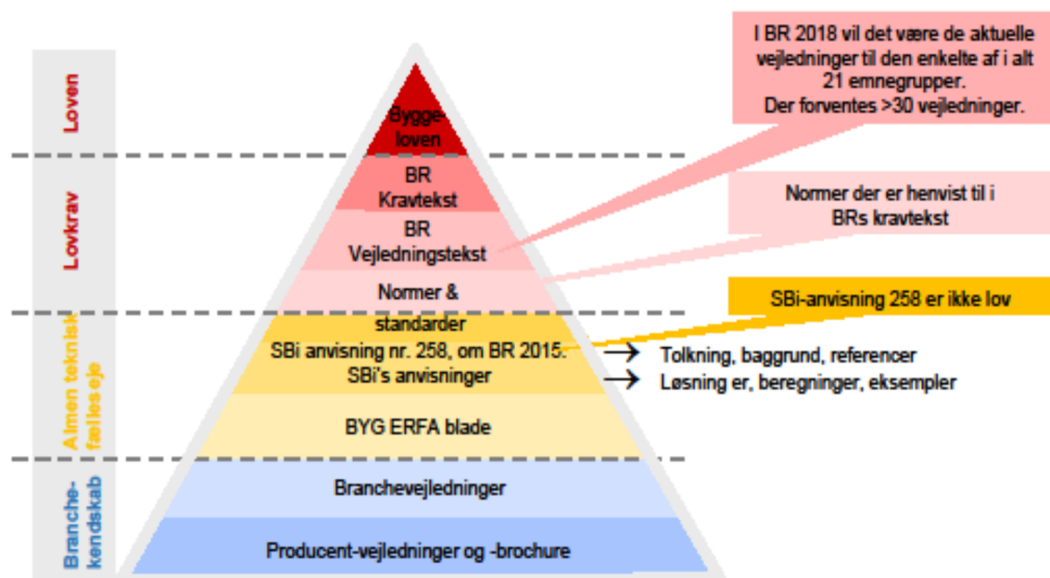 Loven
Lovkrav
Almen teknisk
fælles eje
Branche-
kendskab
Bygge-
loven
BR
Kravtekst
BR
Vejledningstekst
Normer &
standarder
SBi anvisning nr. 258, om BR 2015.
SBi's anvisninger
BYG ERFA blade
Branchevejledninger
Producent-vejledninger og -brochure
I BR 2018 vil det være de aktuelle
vejledninger til den enkelte af i alt
21 emnegrupper.
Der forventes >30 vejledninger.
Normer der er henvist til i
BRs kravtekst
SBi-anvisning 258 er ikke lov
→ Tolkning, baggrund, referencer
→ Løsning er, beregninger, eksempler